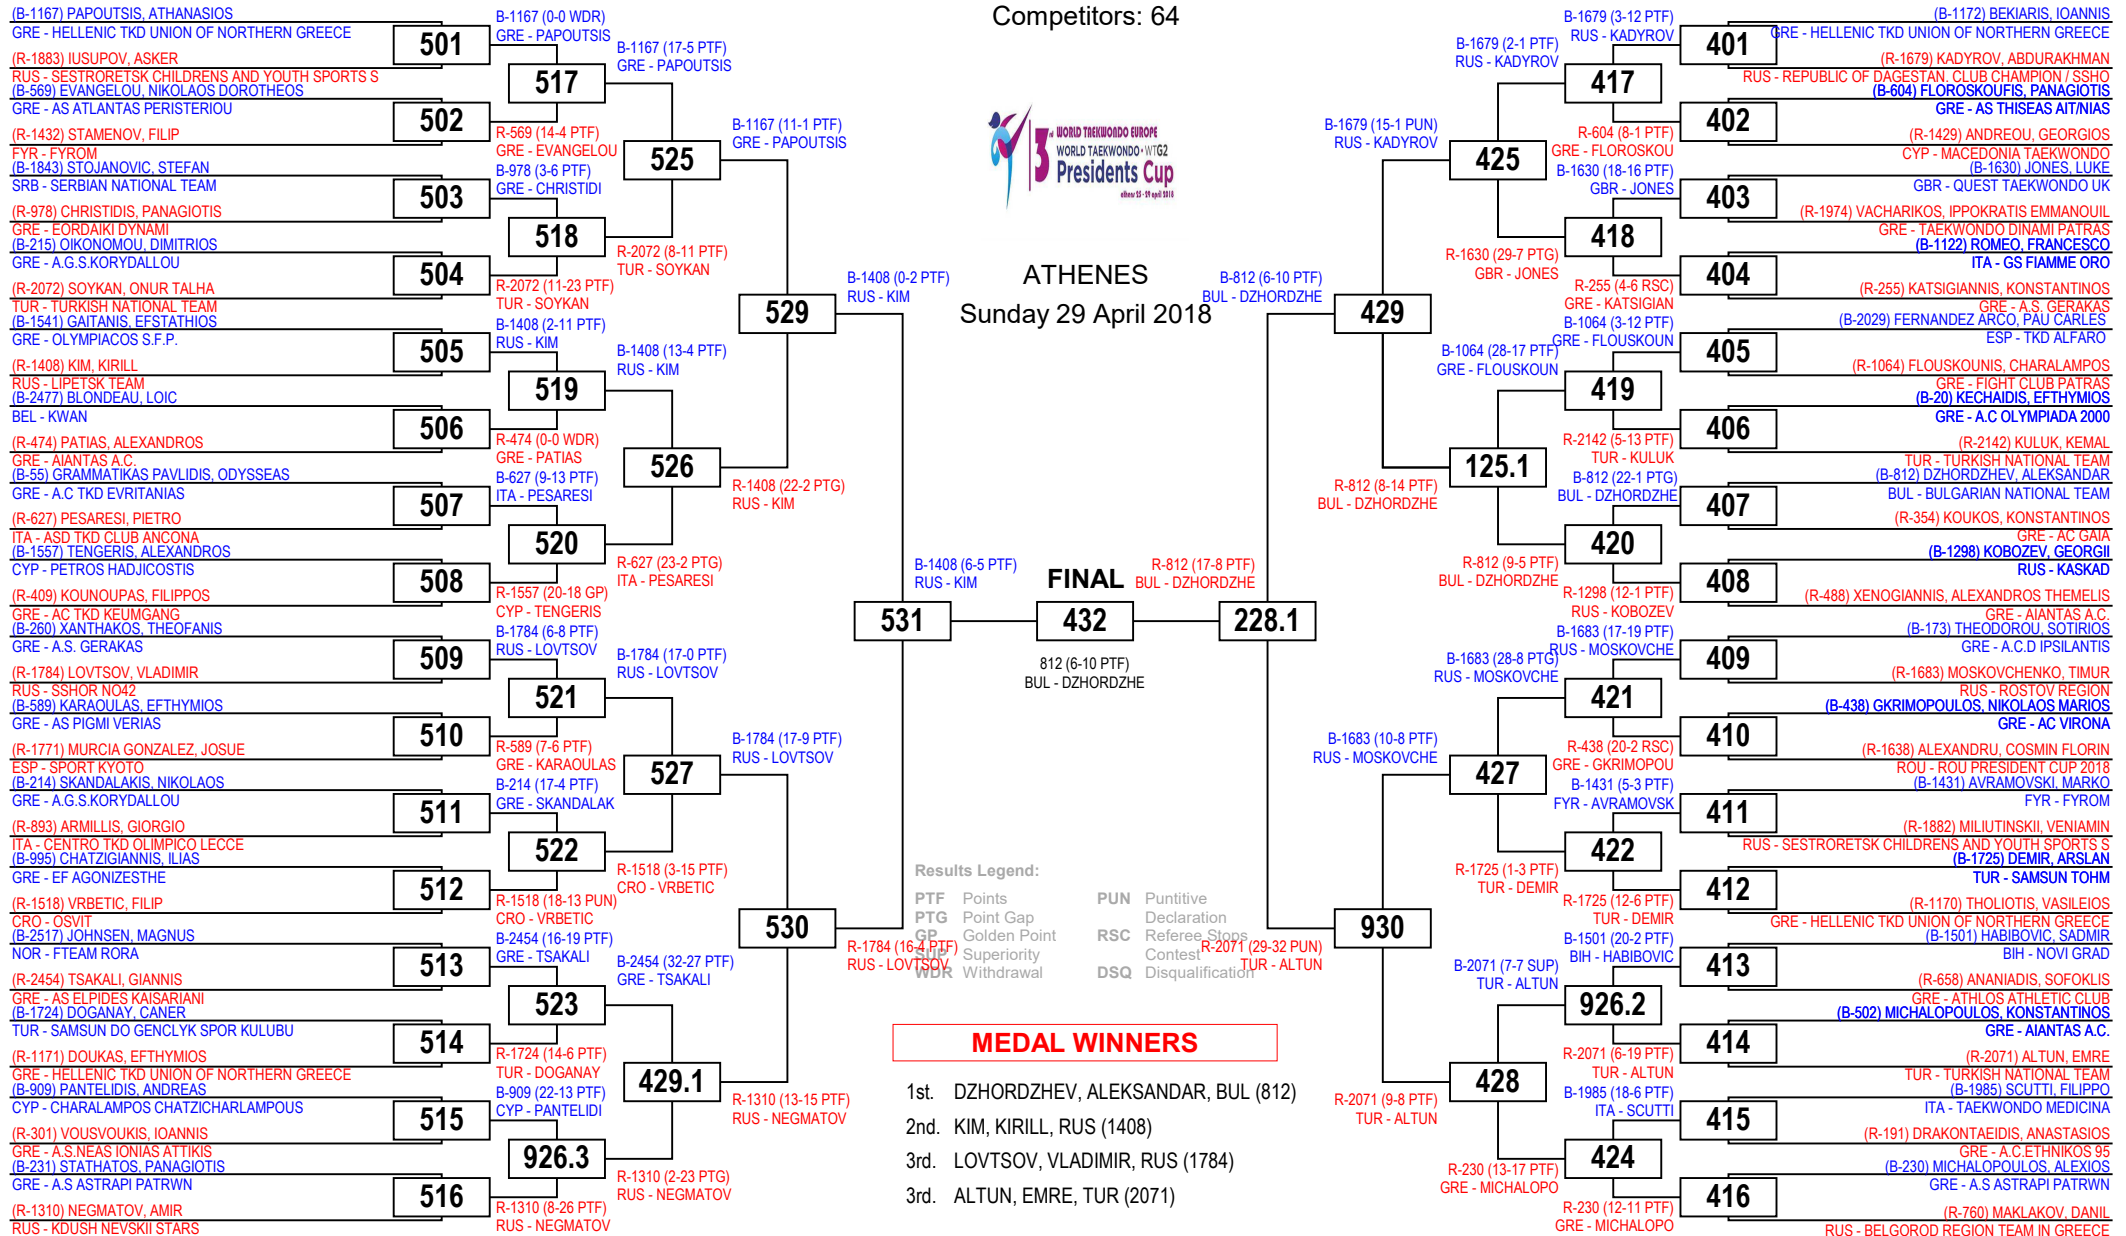 Competitors: 64
rd WORLD TAEKWONDO EUROPE
3 WORLD TAEKWONDO • WTG2
Presidents Cup
athens 25 - 29 april 2018
ATHENES
Sunday 29 April 2018
(B-1167) PAPOUTSIS, ATHANASIOS
GRE - HELLENIC TKD UNION OF NORTHERN GREECE
501
(R-1883) IUSUPOV, ASKER
RUS - SESTRORETSK CHILDRENS AND YOUTH SPORTS S
(B-569) EVANGELOU, NIKOLAOS DOROTHEOS
GRE - AS ATLANTAS PERISTERIOU
502
(R-1432) STAMENOV, FILIP
FYR - FYROM
(B-1843) STOJANOVIC, STEFAN
SRB - SERBIAN NATIONAL TEAM
503
(R-978) CHRISTIDIS, PANAGIOTIS
GRE - EORDAIKI DYNAMI
(B-215) OIKONOMOU, DIMITRIOS
GRE - A.G.S.KORYDALLOU
504
(R-2072) SOYKAN, ONUR TALHA
TUR - TURKISH NATIONAL TEAM
(B-1541) GAITANIS, EFSTATHIOS
GRE - OLYMPIACOS S.F.P.
505
(R-1408) KIM, KIRILL
RUS - LIPETSK TEAM
(B-2477) BLONDEAU, LOIC
BEL - KWAN
506
(R-474) PATIAS, ALEXANDROS
GRE - AIANTAS A.C.
(B-55) GRAMMATIKAS PAVLIDIS, ODYSSEAS
GRE - A.C TKD EVRITANIAS
507
(R-627) PESARESI, PIETRO
ITA - ASD TKD CLUB ANCONA
(B-1557) TENGERIS, ALEXANDROS
CYP - PETROS HADJICOSTIS
508
(R-409) KOUNOUPAS, FILIPPOS
GRE - AC TKD KEUMGANG
(B-260) XANTHAKOS, THEOFANIS
GRE - A.S. GERAKAS
509
(R-1784) LOVTSOV, VLADIMIR
RUS - SSHOR NO42
(B-589) KARAOULAS, EFTHYMIOS
GRE - AS PIGMI VERIAS
510
(R-1771) MURCIA GONZALEZ, JOSUE
ESP - SPORT KYOTO
(B-214) SKANDALAKIS, NIKOLAOS
GRE - A.G.S.KORYDALLOU
511
(R-893) ARMILLIS, GIORGIO
ITA - CENTRO TKD OLIMPICO LECCE
(B-995) CHATZIGIANNIS, ILIAS
GRE - EF AGONIZESTHE
512
(R-1518) VRBETIC, FILIP
CRO - OSVIT
(B-2517) JOHNSEN, MAGNUS
NOR - FTEAM RORA
513
(R-2454) TSAKALI, GIANNIS
GRE - AS ELPIDES KAISARIANI
(B-1724) DOGANAY, CANER
TUR - SAMSUN DO GENCLYK SPOR KULUBU
514
(R-1171) DOUKAS, EFTHYMIOS
GRE - HELLENIC TKD UNION OF NORTHERN GREECE
(B-909) PANTELIDIS, ANDREAS
CYP - CHARALAMPOS CHATZICHARLAMPOUS
515
(R-301) VOUSVOUKIS, IOANNIS
GRE - A.S.NEAS IONIAS ATTIKIS
(B-231) STATHATOS, PANAGIOTIS
GRE - A.S ASTRAPI PATRWN
516
(R-1310) NEGMATOV, AMIR
RUS - KDUSH NEVSKII STARS
B-1167 (0-0 WDR)
GRE - PAPOUTSIS
517
R-569 (14-4 PTF)
GRE - EVANGELOU
B-978 (3-6 PTF)
GRE - CHRISTIDI
518
R-2072 (11-23 PTF)
TUR - SOYKAN
B-1408 (2-11 PTF)
RUS - KIM
519
R-474 (0-0 WDR)
GRE - PATIAS
B-627 (9-13 PTF)
ITA - PESARESI
520
R-1557 (20-18 GP)
CYP - TENGERIS
B-1784 (6-8 PTF)
RUS - LOVTSOV
521
R-589 (7-6 PTF)
GRE - KARAOULAS
B-214 (17-4 PTF)
GRE - SKANDALAK
522
R-1518 (18-13 PUN)
CRO - VRBETIC
B-2454 (16-19 PTF)
GRE - TSAKALI
523
R-1724 (14-6 PTF)
TUR - DOGANAY
B-909 (22-13 PTF)
CYP - PANTELIDI
926.3
R-1310 (8-26 PTF)
RUS - NEGMATOV
B-1167 (17-5 PTF)
GRE - PAPOUTSIS
525
R-2072 (8-11 PTF)
TUR - SOYKAN
B-1408 (13-4 PTF)
RUS - KIM
526
R-627 (23-2 PTG)
ITA - PESARESI
B-1784 (17-0 PTF)
RUS - LOVTSOV
527
R-1518 (3-15 PTF)
CRO - VRBETIC
B-2454 (32-27 PTF)
GRE - TSAKALI
429.1
R-1310 (2-23 PTG)
RUS - NEGMATOV
B-1167 (11-1 PTF)
GRE - PAPOUTSIS
529
R-1408 (22-2 PTG)
RUS - KIM
B-1784 (17-9 PTF)
RUS - LOVTSOV
530
R-1310 (13-15 PTF)
RUS - NEGMATOV
B-1408 (0-2 PTF)
RUS - KIM
531
R-1784 (16-4 PTF)
RUS - LOVTSOV
B-1408 (6-5 PTF)
RUS - KIM
FINAL
432
812 (6-10 PTF)
BUL - DZHORDZHE
R-812 (17-8 PTF)
BUL - DZHORDZHE
228.1
B-812 (6-10 PTF)
BUL - DZHORDZHE
R-2071 (29-32 PUN)
TUR - ALTUN
429
B-1679 (15-1 PUN)
RUS - KADYROV
R-812 (8-14 PTF)
BUL - DZHORDZHE
930
B-1683 (10-8 PTF)
RUS - MOSKOVCHE
R-2071 (9-8 PTF)
TUR - ALTUN
B-1679 (2-1 PTF)
RUS - KADYROV
425
R-1630 (29-7 PTG)
GBR - JONES
B-1064 (28-17 PTF)
GRE - FLOUSKOUN
125.1
R-812 (9-5 PTF)
BUL - DZHORDZHE
B-1683 (28-8 PTG)
RUS - MOSKOVCHE
427
R-1725 (1-3 PTF)
TUR - DEMIR
B-2071 (7-7 SUP)
TUR - ALTUN
428
R-230 (13-17 PTF)
GRE - MICHALOPO
B-1679 (3-12 PTF)
RUS - KADYROV
417
R-604 (8-1 PTF)
GRE - FLOROSKOU
B-1630 (18-16 PTF)
GBR - JONES
418
R-255 (4-6 RSC)
GRE - KATSIGIAN
B-1064 (3-12 PTF)
GRE - FLOUSKOUN
419
R-2142 (5-13 PTF)
TUR - KULUK
B-812 (22-1 PTG)
BUL - DZHORDZHE
420
R-1298 (12-1 PTF)
RUS - KOBOZEV
B-1683 (17-19 PTF)
RUS - MOSKOVCHE
421
R-438 (20-2 RSC)
GRE - GKRIMOPOU
B-1431 (5-3 PTF)
FYR - AVRAMOVSK
422
R-1725 (12-6 PTF)
TUR - DEMIR
B-1501 (20-2 PTF)
BIH - HABIBOVIC
926.2
R-2071 (6-19 PTF)
TUR - ALTUN
B-1985 (18-6 PTF)
ITA - SCUTTI
424
R-230 (12-11 PTF)
GRE - MICHALOPO
(B-1172) BEKIARIS, IOANNIS
GRE - HELLENIC TKD UNION OF NORTHERN GREECE
401
(R-1679) KADYROV, ABDURAKHMAN
RUS - REPUBLIC OF DAGESTAN. CLUB CHAMPION / SSHO
(B-604) FLOROSKOUFIS, PANAGIOTIS
GRE - AS THISEAS AIT/NIAS
402
(R-1429) ANDREOU, GEORGIOS
CYP - MACEDONIA TAEKWONDO
(B-1630) JONES, LUKE
GBR - QUEST TAEKWONDO UK
403
(R-1974) VACHARIKOS, IPPOKRATIS EMMANOUIL
GRE - TAEKWONDO DINAMI PATRAS
(B-1122) ROMEO, FRANCESCO
ITA - GS FIAMME ORO
404
(R-255) KATSIGIANNIS, KONSTANTINOS
GRE - A.S. GERAKAS
(B-2029) FERNANDEZ ARCO, PAU CARLES
ESP - TKD ALFARO
405
(R-1064) FLOUSKOUNIS, CHARALAMPOS
GRE - FIGHT CLUB PATRAS
(B-20) KECHAIDIS, EFTHYMIOS
GRE - A.C OLYMPIADA 2000
406
(R-2142) KULUK, KEMAL
TUR - TURKISH NATIONAL TEAM
(B-812) DZHORDZHEV, ALEKSANDAR
BUL - BULGARIAN NATIONAL TEAM
407
(R-354) KOUKOS, KONSTANTINOS
GRE - AC GAIA
(B-1298) KOBOZEV, GEORGII
RUS - KASKAD
408
(R-488) XENOGIANNIS, ALEXANDROS THEMELIS
GRE - AIANTAS A.C.
(B-173) THEODOROU, SOTIRIOS
GRE - A.C.D IPSILANTIS
409
(R-1683) MOSKOVCHENKO, TIMUR
RUS - ROSTOV REGION
(B-438) GKRIMOPOULOS, NIKOLAOS MARIOS
GRE - AC VIRONA
410
(R-1638) ALEXANDRU, COSMIN FLORIN
ROU - ROU PRESIDENT CUP 2018
(B-1431) AVRAMOVSKI, MARKO
FYR - FYROM
411
(R-1882) MILIUTINSKII, VENIAMIN
RUS - SESTRORETSK CHILDRENS AND YOUTH SPORTS S
(B-1725) DEMIR, ARSLAN
TUR - SAMSUN TOHM
412
(R-1170) THOLIOTIS, VASILEIOS
GRE - HELLENIC TKD UNION OF NORTHERN GREECE
(B-1501) HABIBOVIC, SADMIR
BIH - NOVI GRAD
413
(R-658) ANANIADIS, SOFOKLIS
GRE - ATHLOS ATHLETIC CLUB
(B-502) MICHALOPOULOS, KONSTANTINOS
GRE - AIANTAS A.C.
414
(R-2071) ALTUN, EMRE
TUR - TURKISH NATIONAL TEAM
(B-1985) SCUTTI, FILIPPO
ITA - TAEKWONDO MEDICINA
415
(R-191) DRAKONTAEIDIS, ANASTASIOS
GRE - A.C.ETHNIKOS 95
(B-230) MICHALOPOULOS, ALEXIOS
GRE - A.S ASTRAPI PATRWN
416
(R-760) MAKLAKOV, DANIL
RUS - BELGOROD REGION TEAM IN GREECE
Results Legend:
PTF Points PUN Puntitive
PTG Point Gap Declaration
GP Golden Point RSC Referee Stops
SUP Superiority Contest
WDR Withdrawal DSQ Disqualification
MEDAL WINNERS
1st. DZHORDZHEV, ALEKSANDAR, BUL (812)
2nd. KIM, KIRILL, RUS (1408)
3rd. LOVTSOV, VLADIMIR, RUS (1784)
3rd. ALTUN, EMRE, TUR (2071)